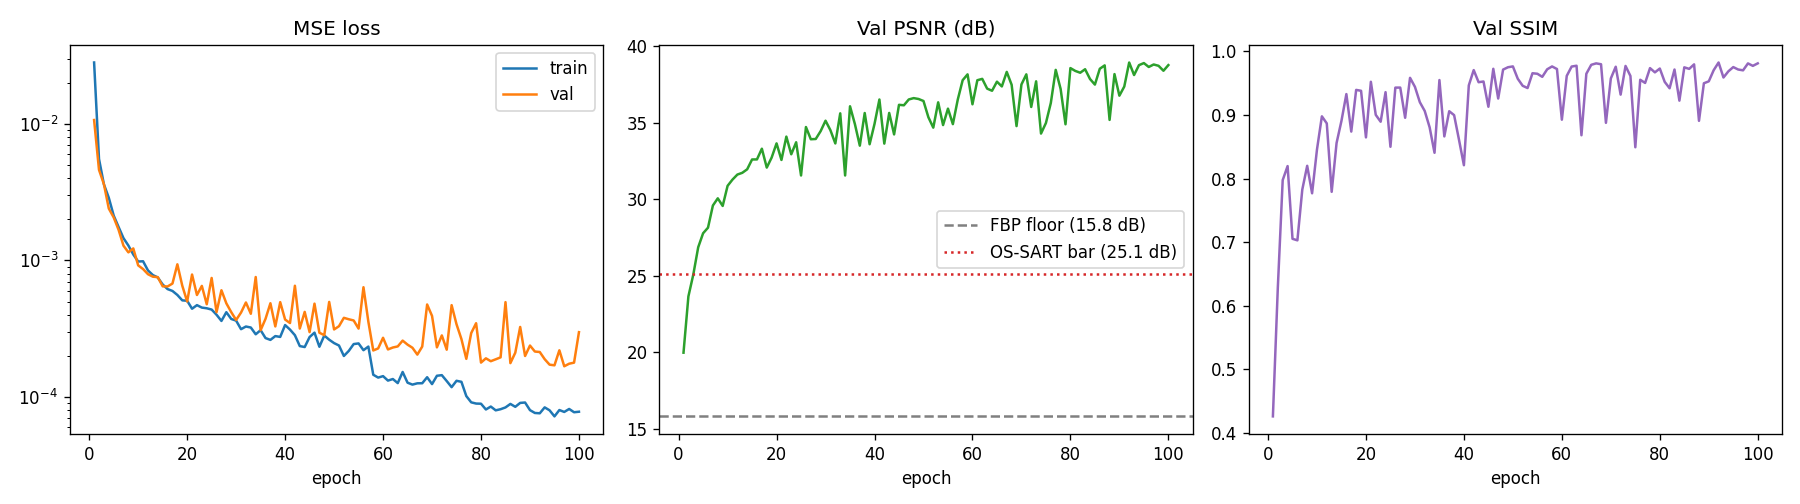 MSE loss
train
val
10⁻²
10⁻³
10⁻⁴
0 20 40 60 80 100
epoch
Val PSNR (dB)
40
35
30
25
20
15
FBP floor (15.8 dB)
OS-SART bar (25.1 dB)
0 20 40 60 80 100
epoch
Val SSIM
1.0
0.9
0.8
0.7
0.6
0.5
0.4
0 20 40 60 80 100
epoch